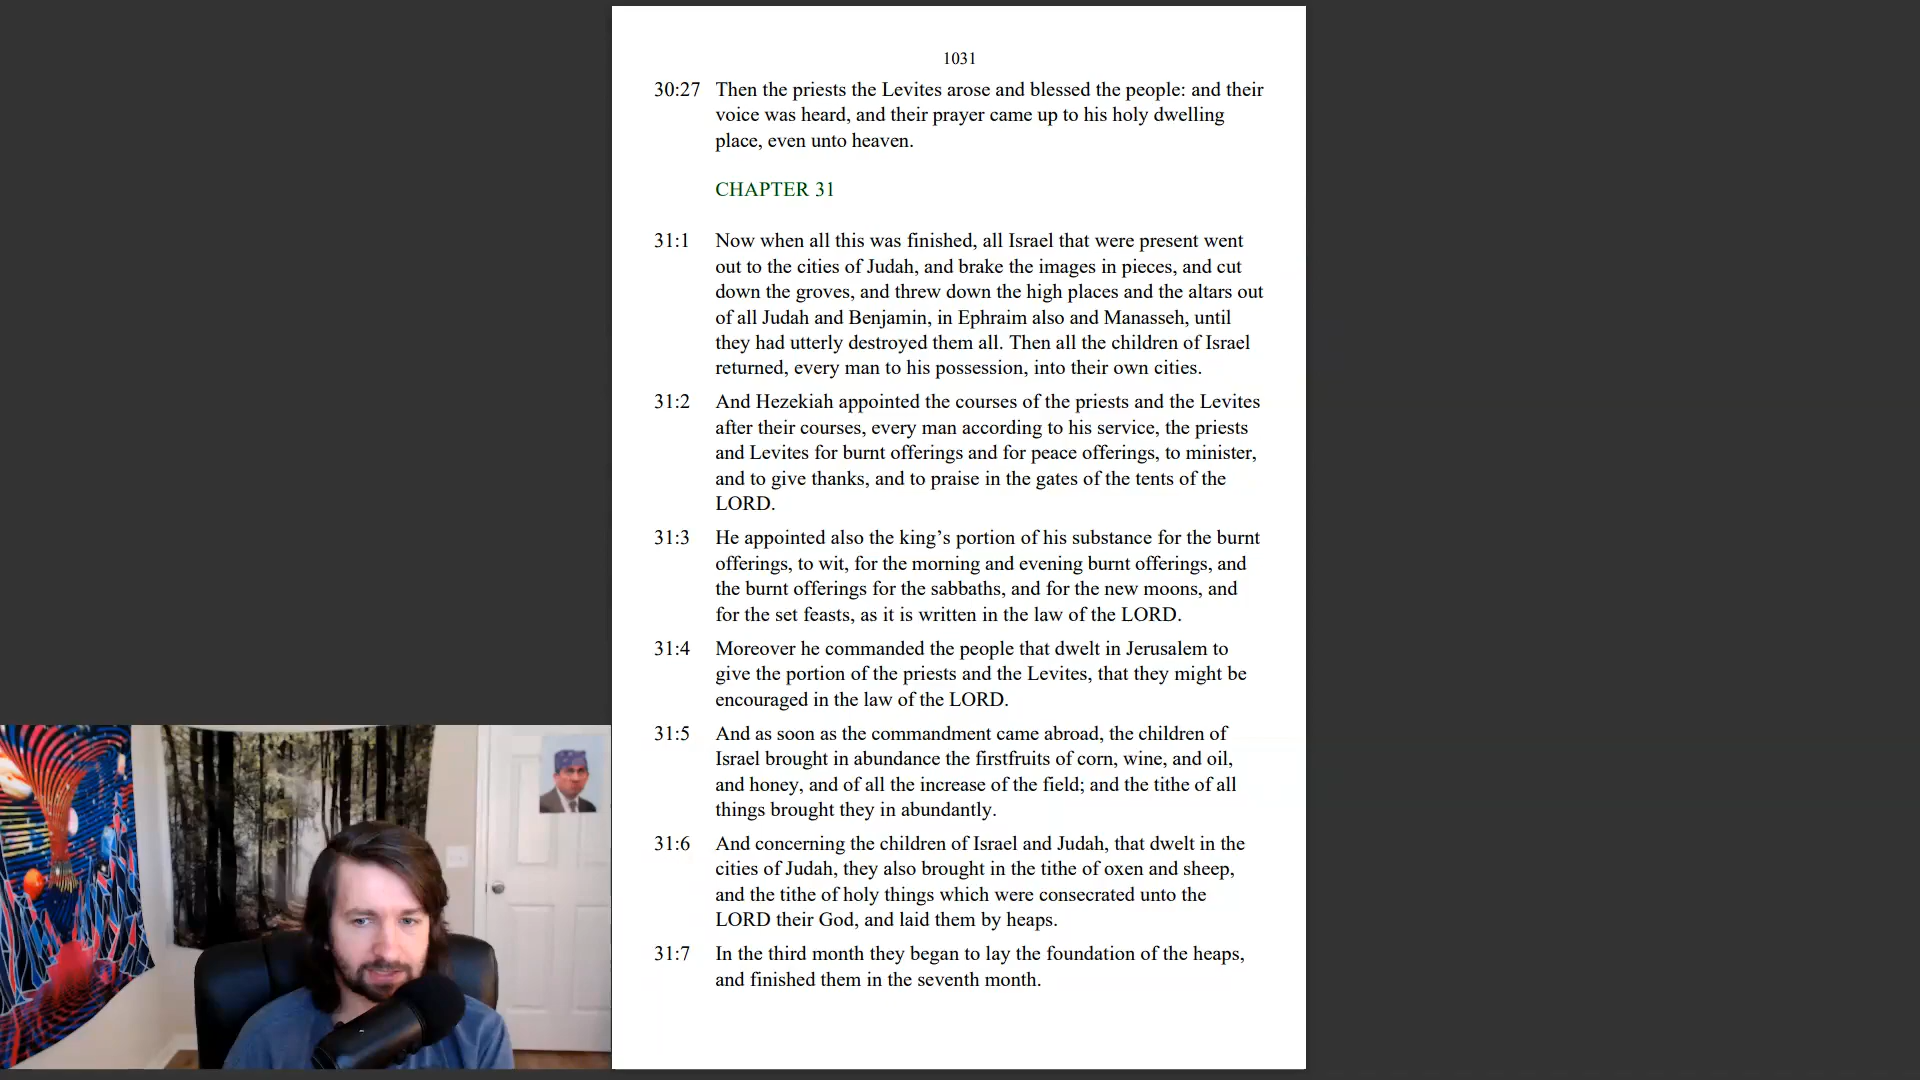 1031
30:27 Then the priests the Levites arose and blessed the people: and their
voice was heard, and their prayer came up to his holy dwelling
place, even unto heaven.
CHAPTER 31
31:1 Now when all this was finished, all Israel that were present went
out to the cities of Judah, and brake the images in pieces, and cut
down the groves, and threw down the high places and the altars out
of all Judah and Benjamin, in Ephraim also and Manasseh, until
they had utterly destroyed them all. Then all the children of Israel
returned, every man to his possession, into their own cities.
31:2 And Hezekiah appointed the courses of the priests and the Levites
after their courses, every man according to his service, the priests
and Levites for burnt offerings and for peace offerings, to minister,
and to give thanks, and to praise in the gates of the tents of the
LORD.
31:3 He appointed also the king’s portion of his substance for the burnt
offerings, to wit, for the morning and evening burnt offerings, and
the burnt offerings for the sabbaths, and for the new moons, and
for the set feasts, as it is written in the law of the LORD.
31:4 Moreover he commanded the people that dwelt in Jerusalem to
give the portion of the priests and the Levites, that they might be
encouraged in the law of the LORD.
31:5 And as soon as the commandment came abroad, the children of
Israel brought in abundance the firstfruits of corn, wine, and oil,
and honey, and of all the increase of the field; and the tithe of all
things brought they in abundantly.
31:6 And concerning the children of Israel and Judah, that dwelt in the
cities of Judah, they also brought in the tithe of oxen and sheep,
and the tithe of holy things which were consecrated unto the
LORD their God, and laid them by heaps.
31:7 In the third month they began to lay the foundation of the heaps,
and finished them in the seventh month.